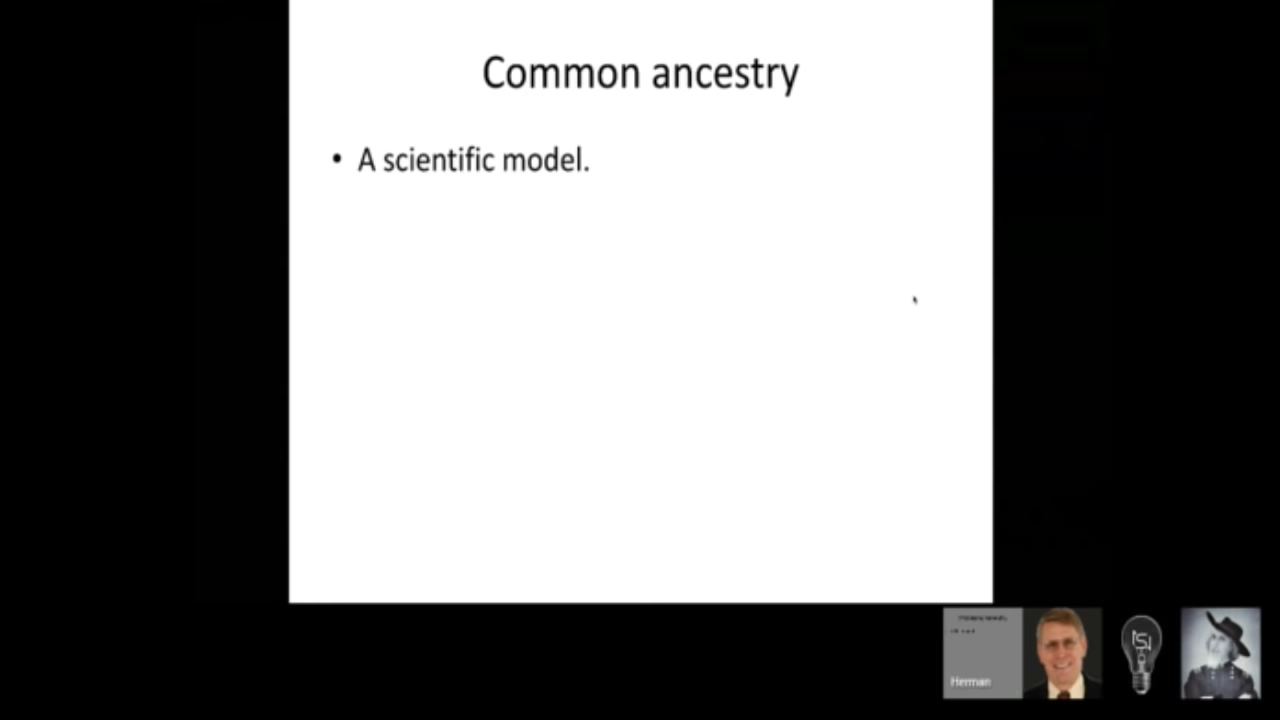 Common ancestry
• A scientific model.
Herman